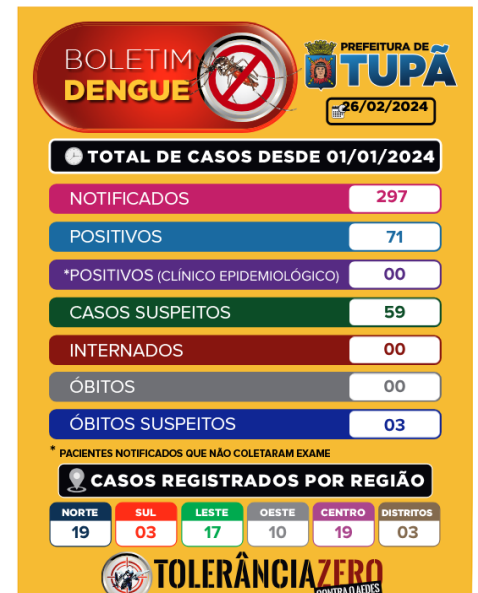 BOLETIM
DENGUE
PREFEITURA DE
TUPÃ
26/02/2024
TOTAL DE CASOS DESDE 01/01/2024
NOTIFICADOS 297
POSITIVOS 71
*POSITIVOS (CLÍNICO EPIDEMIOLÓGICO) 00
CASOS SUSPEITOS 59
INTERNADOS 00
ÓBITOS 00
ÓBITOS SUSPEITOS 03
* PACIENTES NOTIFICADOS QUE NÃO COLETARAM EXAME
CASOS REGISTRADOS POR REGIÃO
NORTE SUL LESTE OESTE CENTRO DISTRITOS
19 03 17 10 19 03
TOLERÂNCIAZERO
CONTRA O AEDES